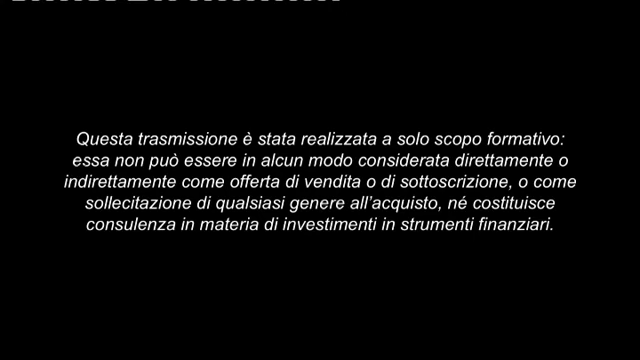 Questa trasmissione è stata realizzata a solo scopo formativo:
essa non può essere in alcun modo considerata direttamente o
indirettamente come offerta di vendita o di sottoscrizione, o come
sollecitazione di qualsiasi genere all'acquisto, né costituisce
consulenza in materia di investimenti in strumenti finanziari.